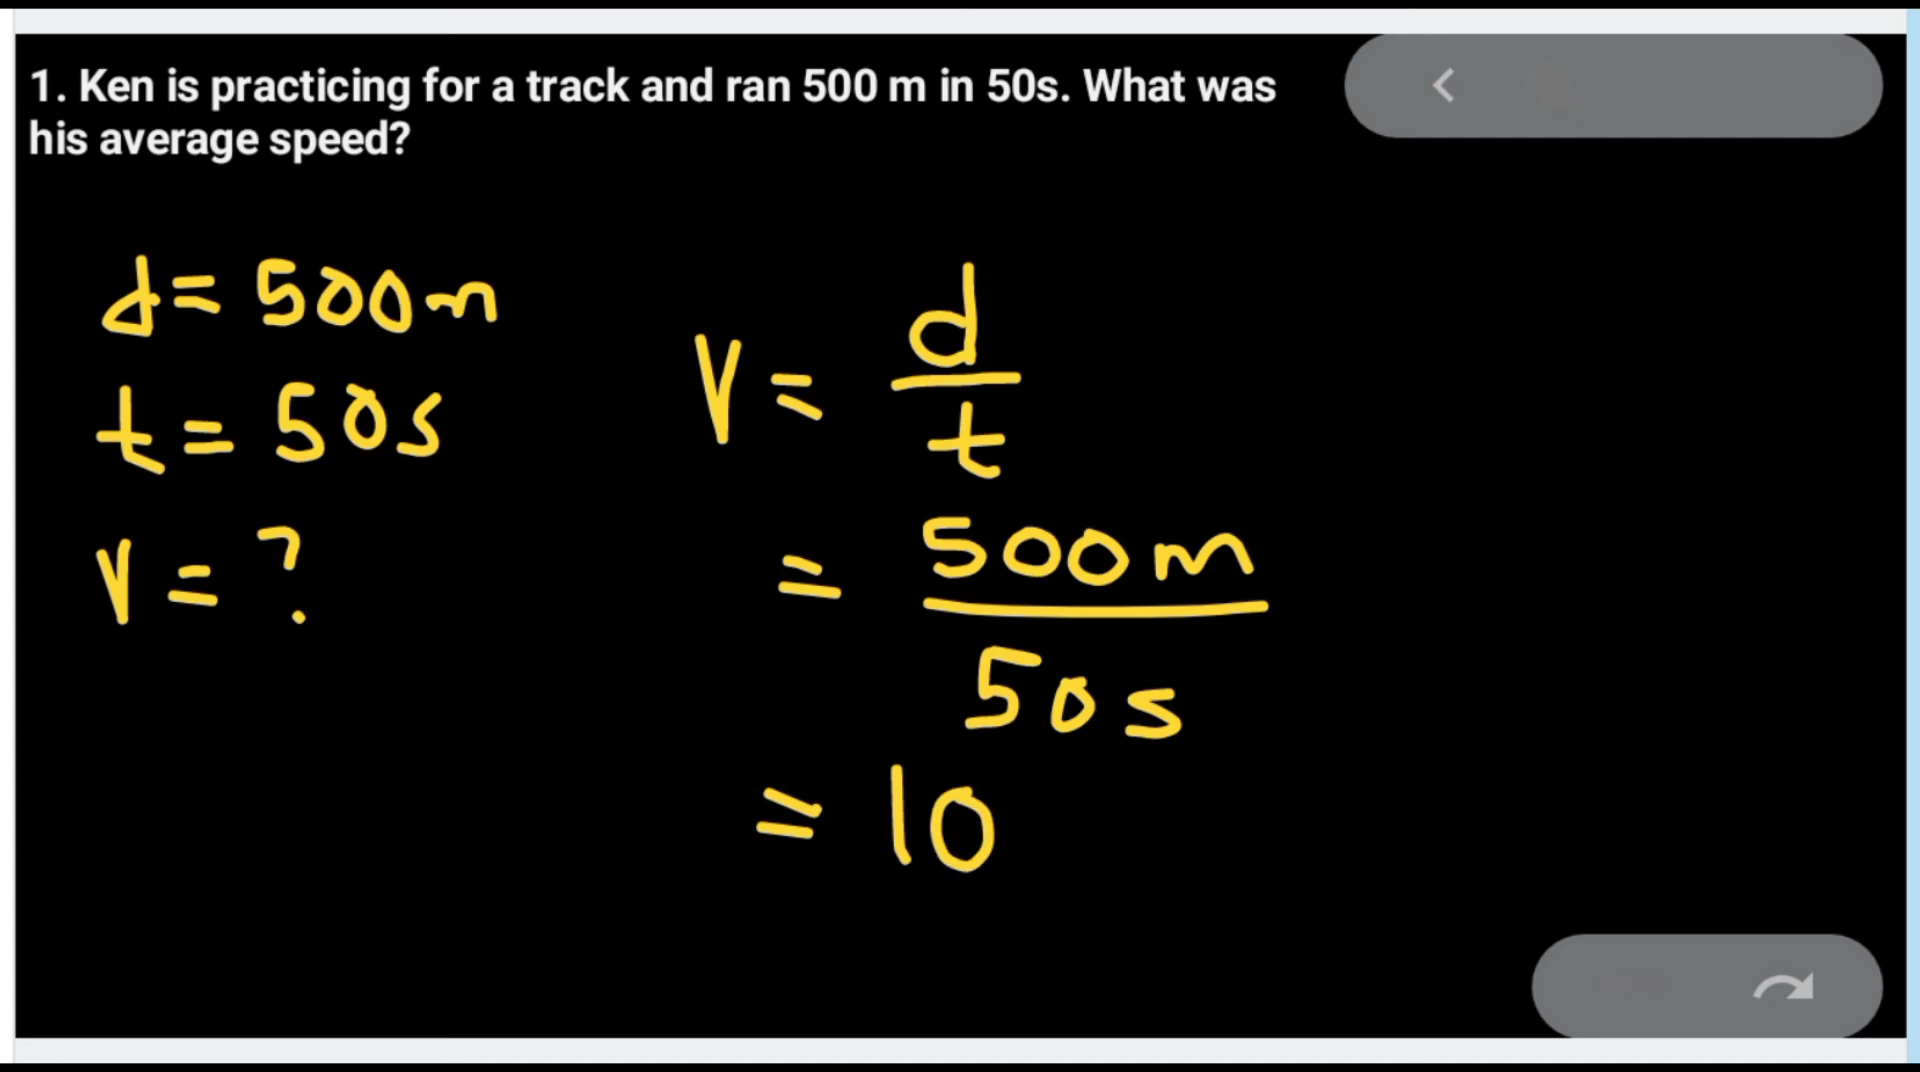 1. Ken is practicing for a track and ran 500 m in 50s. What was
his average speed?
d = 500m
t = 50s
v = ?
v = d
t
= 500m
50s
= 10